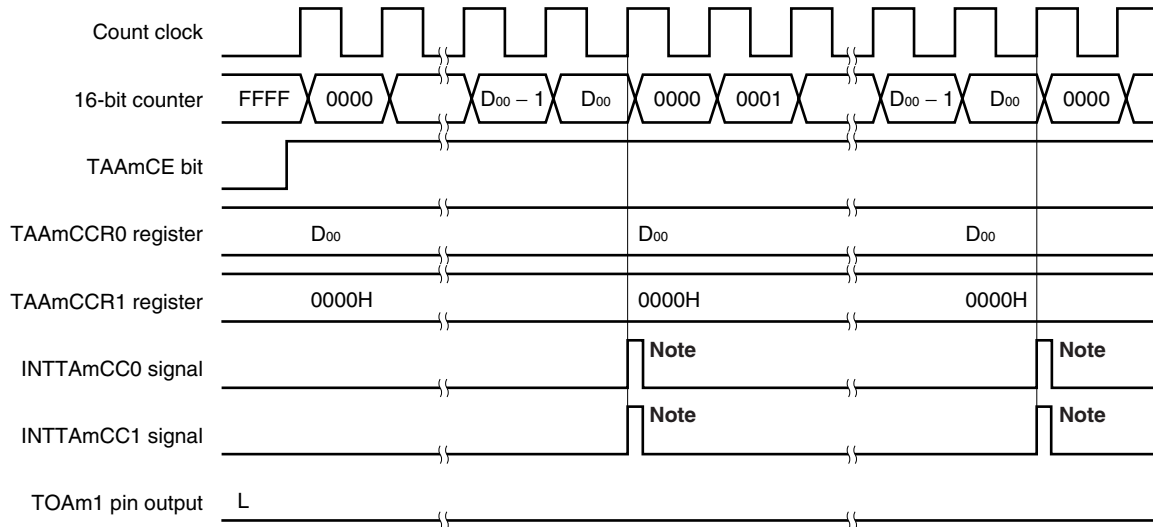 Count clock
16-bit counter FFFF 0000 D00 − 1 D00 0000 0001 D00 − 1 D00 0000
TAAmCE bit
TAAmCCR0 register D00 D00 D00
TAAmCCR1 register 0000H 0000H 0000H
INTTAmCC0 signal Note Note
INTTAmCC1 signal Note Note
TOAm1 pin output L